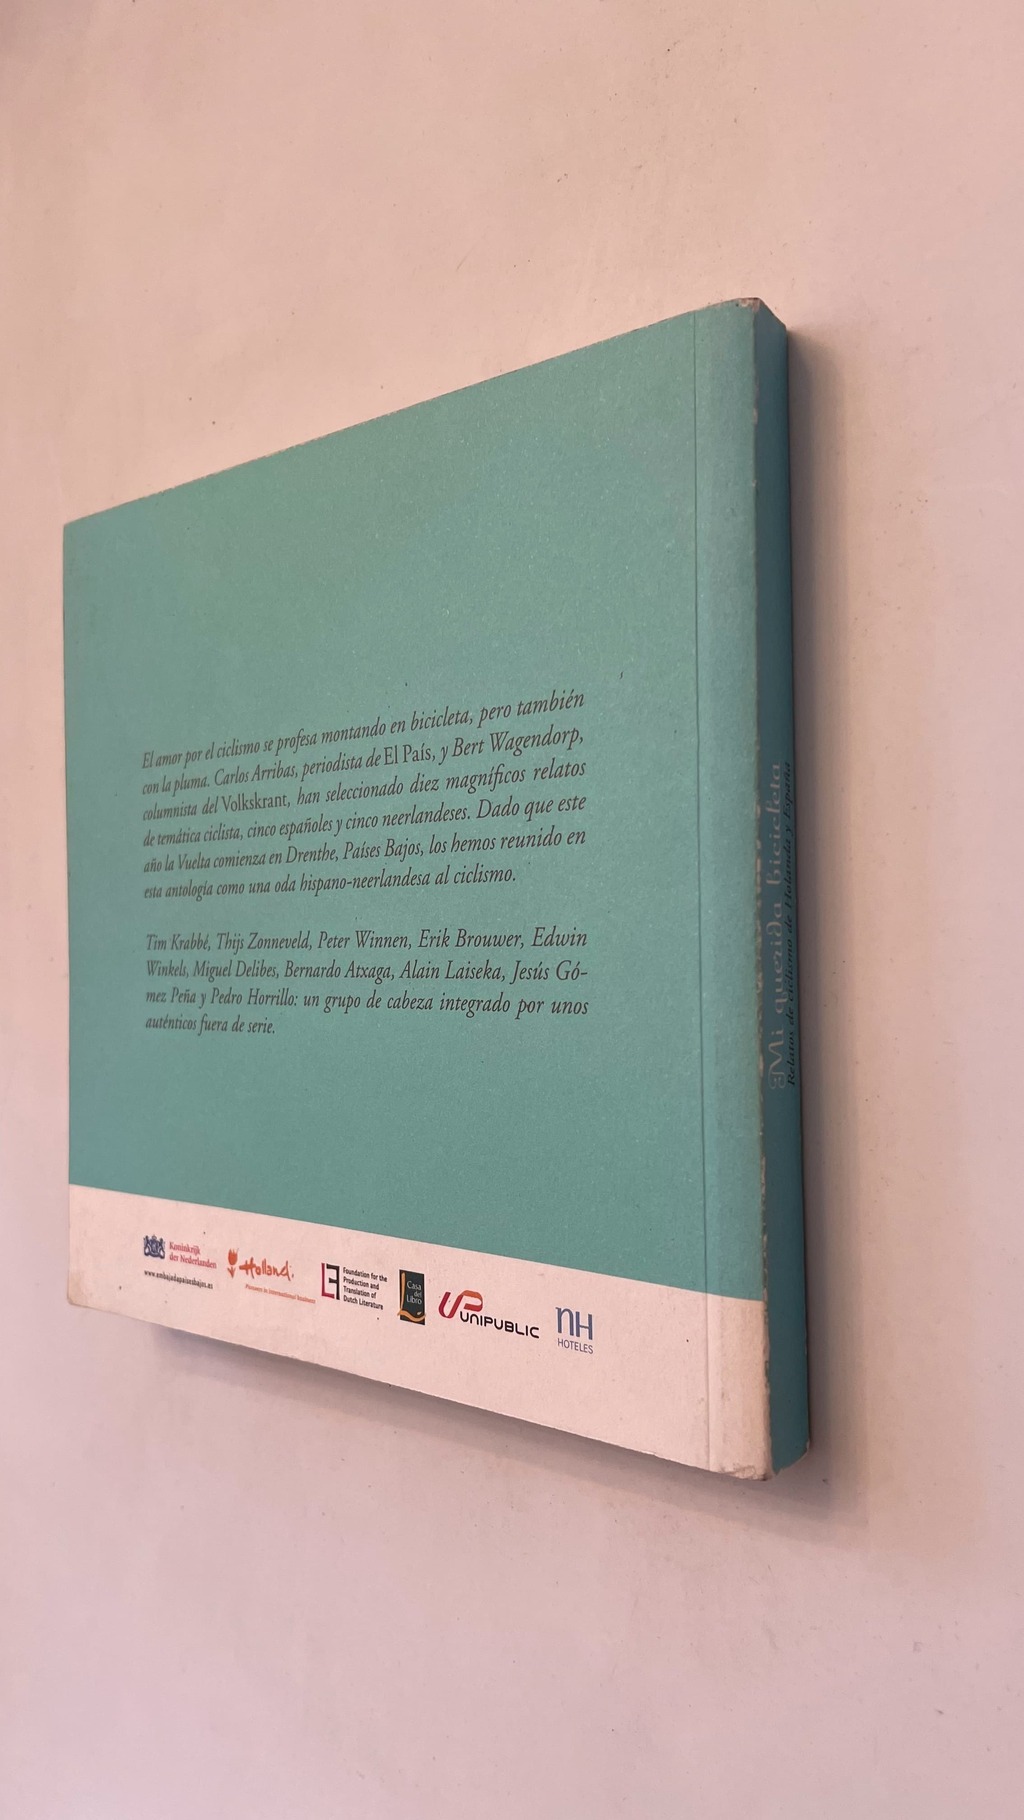 El amor por el ciclismo se profesa montando en bicicleta, pero también
con la pluma. Carlos Arribas, periodista de El País, y Bert Wagendorp,
columnista del Volkskrant, han seleccionado diez magníficos relatos
de temática ciclista, cinco españoles y cinco neerlandeses. Dado que este
año la Vuelta comienza en Drenthe, Países Bajos, los hemos reunido en
esta antología como una oda hispano-neerlandesa al ciclismo.
Tim Krabbé, Thijs Zonneveld, Peter Winnen, Erik Brouwer, Edwin
Winkels, Miguel Delibes, Bernardo Atxaga, Alain Laiseka, Jesús Gó-
mez Peña y Pedro Horrillo: un grupo de cabeza integrado por unos
auténticos fuera de serie.
Koninkrijk
der Nederlanden
www.embajadapaisesbajos.es
Holland.
Pioneers in international business
Foundation for the
Production and
Translation of
Dutch Literature
Casa
del
Libro
UNIPUBLIC
NH
HOTELES
Mi querida bicicleta
Relatos de ciclismo de Holanda y España